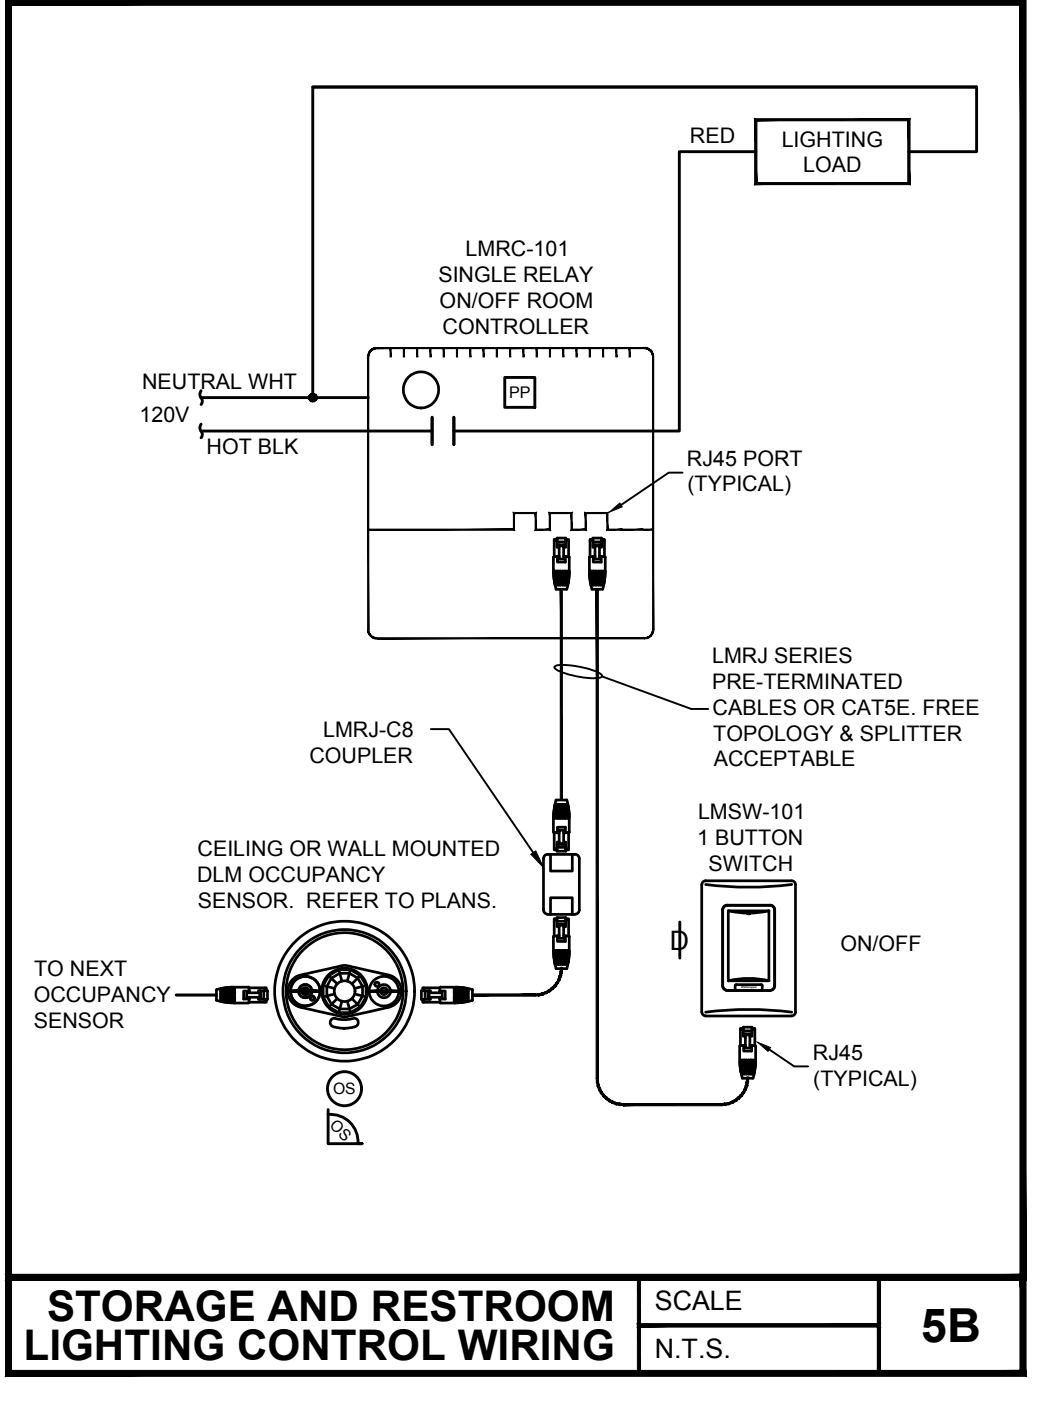 RED
LIGHTING
LOAD
LMRC-101
SINGLE RELAY
ON/OFF ROOM
CONTROLLER
NEUTRAL WHT
120V
HOT BLK
PP
RJ45 PORT
(TYPICAL)
LMRJ SERIES
PRE-TERMINATED
CABLES OR CAT5E. FREE
TOPOLOGY & SPLITTER
ACCEPTABLE
LMRJ-C8
COUPLER
LMSW-101
1 BUTTON
SWITCH
CEILING OR WALL MOUNTED
DLM OCCUPANCY
SENSOR. REFER TO PLANS.
D
ON/OFF
TO NEXT
OCCUPANCY
SENSOR
RJ45
(TYPICAL)
OS
OS
STORAGE AND RESTROOM
LIGHTING CONTROL WIRING
SCALE
N.T.S.
5B